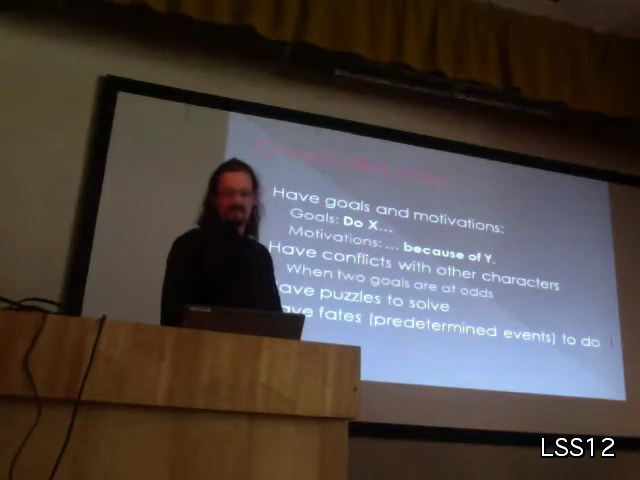 Have goals and motivations:
Goals: Do X...
Motivations: ... because of Y.
Have conflicts with other characters
When two goals are at odds
ave puzzles to solve
ave fates (predetermined events) to do
LSS12